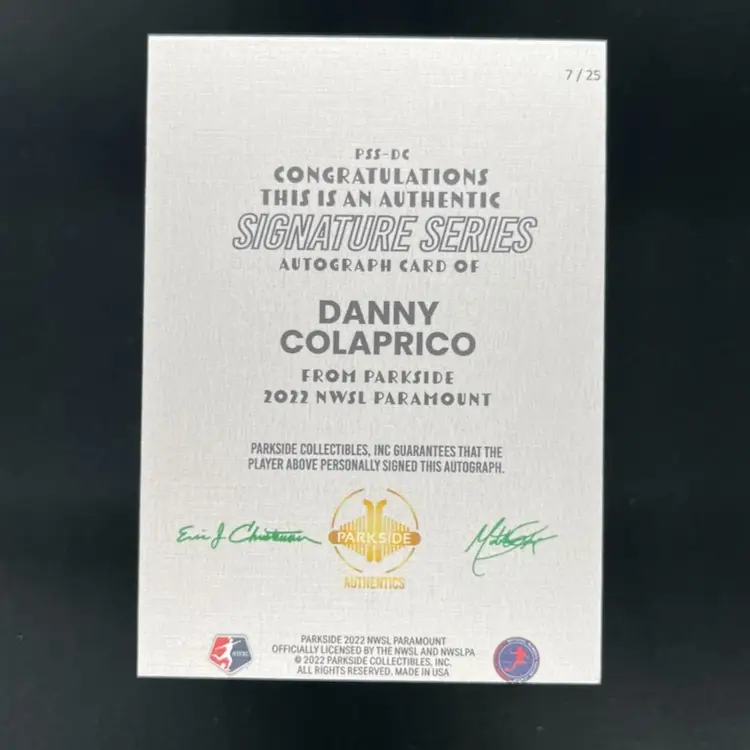 7 / 25
PSS-DC
CONGRATULATIONS
THIS IS AN AUTHENTIC
SIGNATURE SERIES
AUTOGRAPH CARD OF
DANNY
COLAPRICO
FROM PARKSIDE
2022 NWSL PARAMOUNT
PARKSIDE COLLECTIBLES, INC GUARANTEES THAT THE
PLAYER ABOVE PERSONALLY SIGNED THIS AUTOGRAPH.
Eric J
PARKSIDE
AUTHENTICS
PARKSIDE 2022 NWSL PARAMOUNT
OFFICIALLY LICENSED BY THE NWSL AND NWSLPA
© 2022 PARKSIDE COLLECTIBLES, INC.
ALL RIGHTS RESERVED. MADE IN USA